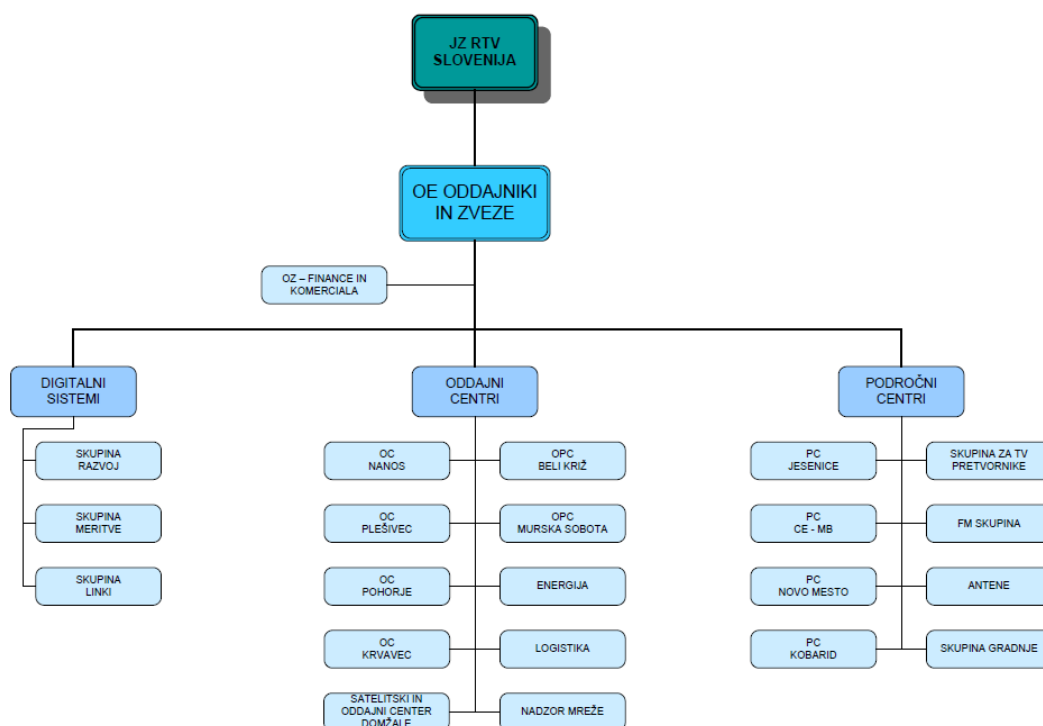 JZ RTV
SLOVENIJA
OE ODDAJNIKI
IN ZVEZE
OZ – FINANCE IN
KOMERCIALA
DIGITALNI
SISTEMI
SKUPINA
RAZVOJ
SKUPINA
MERITVE
SKUPINA
LINKI
ODDAJNI
CENTRI
OC
NANOS
OPC
BELI KRIŽ
OC
PLEŠIVEC
OPC
MURSKA SOBOTA
OC
POHORJE
ENERGIJA
OC
KRVAVEC
LOGISTIKA
SATELITSKI IN
ODDAJNI CENTER
DOMŽALE
NADZOR MREŽE
PODROČNI
CENTRI
PC
JESENICE
SKUPINA ZA TV
PRETVORNIKE
PC
CE - MB
FM SKUPINA
PC
NOVO MESTO
ANTENE
PC
KOBARID
SKUPINA GRADNJE